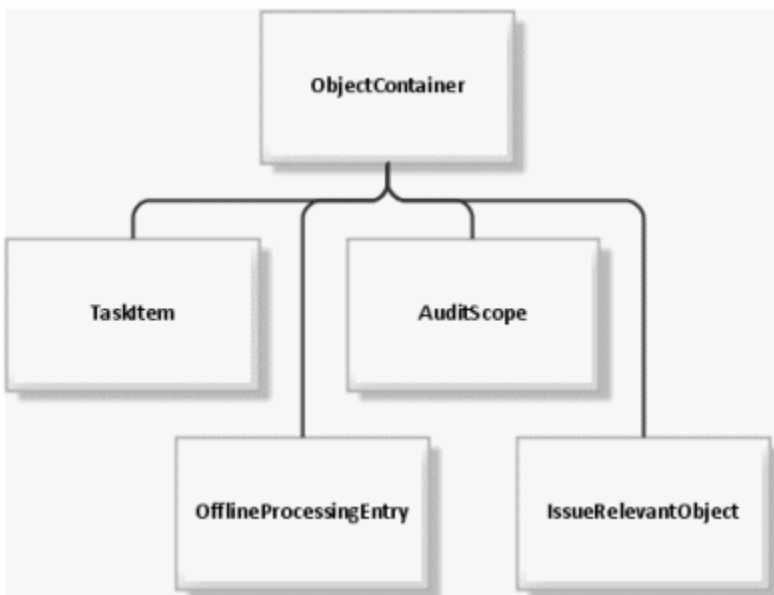 ObjectContainer
TaskItem
AuditScope
OfflineProcessingEntry
IssueRelevantObject